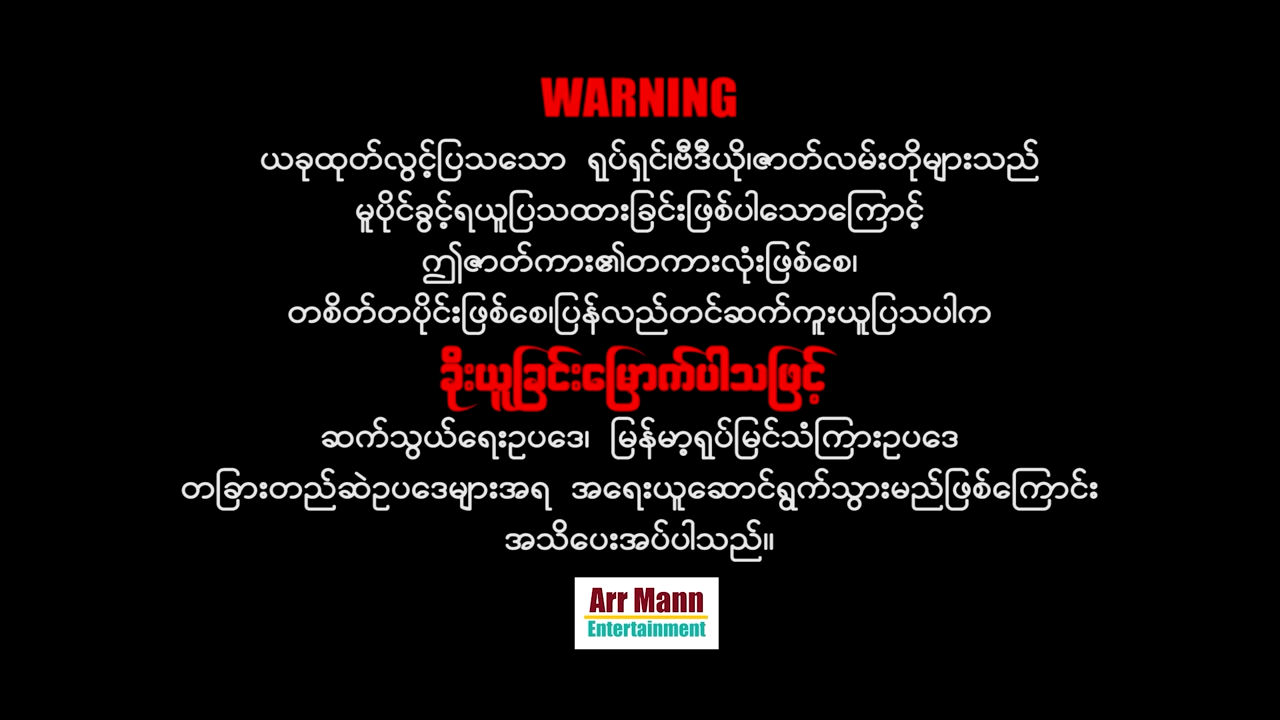 WARNING
ယခုထုတ်လွှင့်ပြသသော ရုပ်ရှင်၊ဗီဒီယို၊ဇာတ်လမ်းတိုများသည်
မူပိုင်ခွင့်ရယူပြသထားခြင်းဖြစ်ပါသောကြောင့်
ဤဇာတ်ကား၏တကားလုံးဖြစ်စေ၊
တစိတ်တပိုင်းဖြစ်စေ၊ပြန်လည်တင်ဆက်ကူးယူပြသပါက
ခိုးယူခြင်းမြောက်ပါသဖြင့်
ဆက်သွယ်ရေးဥပဒေ၊ မြန်မာ့ရုပ်မြင်သံကြားဥပဒေ
တခြားတည်ဆဲဥပဒေများအရ အရေးယူဆောင်ရွက်သွားမည်ဖြစ်ကြောင်း
အသိပေးအပ်ပါသည်။
Arr Mann
Entertainment